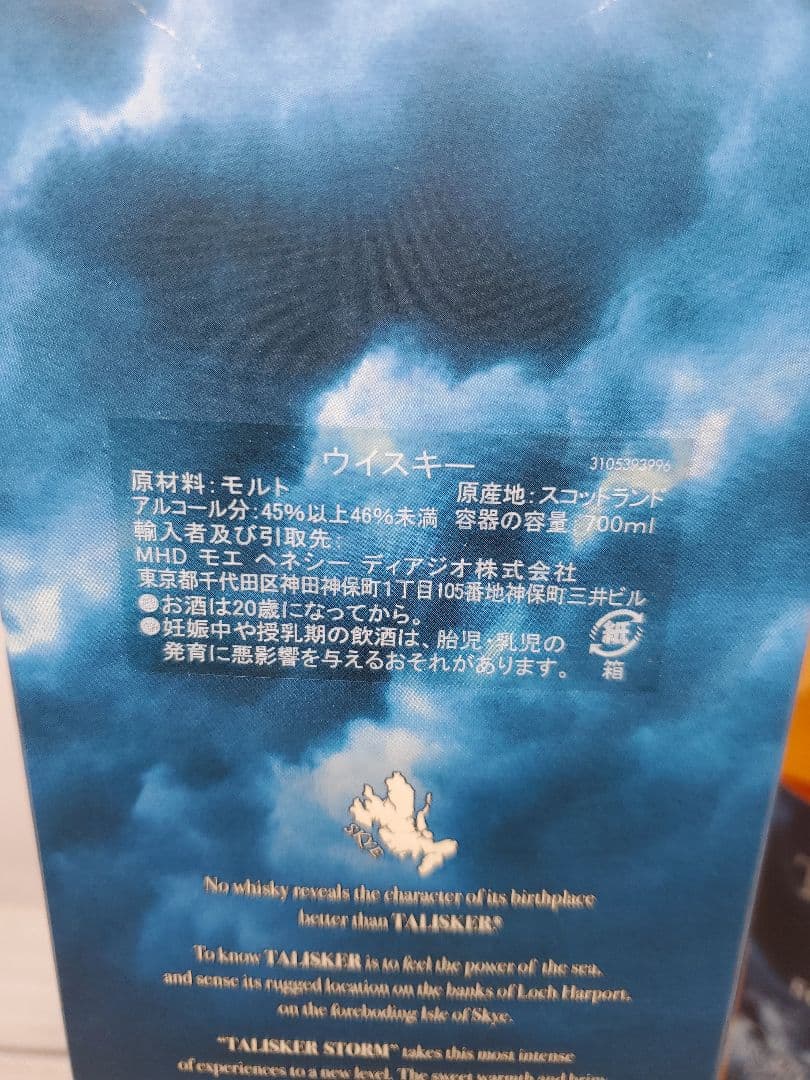 ウイスキー 3105393996
原材料:モルト 原産地:スコットランド
アルコール分:45%以上46%未満 容器の容量:700ml
輸入者及び引取先:
MHD モエ ヘネシー ディアジオ株式会社
東京都千代田区神田神保町1丁目105番地神保町三井ビル
●お酒は20歳になってから。
●妊娠中や授乳期の飲酒は、胎児・乳児の
発育に悪影響を与えるおそれがあります。
紙
箱
SKYE
No whisky reveals the character of its birthplace
better than TALISKER®
To know TALISKER is to feel the power of the sea,
and sense its rugged location on the banks of Loch Harport,
on the foreboding Isle of Skye.
"TALISKER STORM" takes this most intense
of experiences to a new level. The sweet warmth and briny